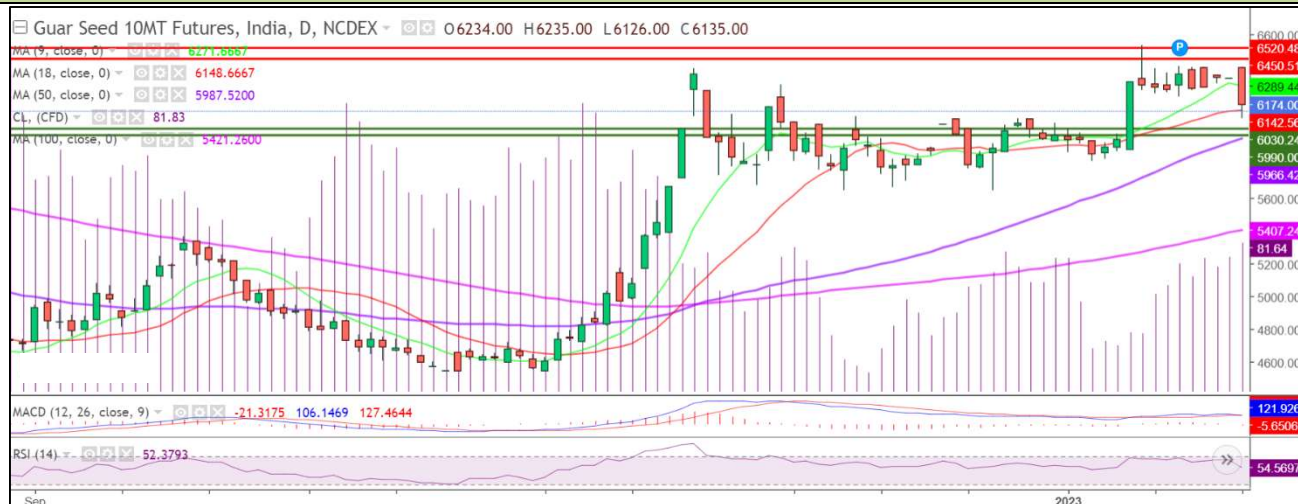 Guar Seed 10MT Futures, India, D, NCDEX O6234.00 H6235.00 L6126.00 C6135.00
MA (9, close, 0) 6271.6667
MA (18, close, 0) 6148.6667
MA (50, close, 0) 5987.5200
CL, (CFD) 81.83
MA (100, close, 0) 5421.2600
P
6600.00
6520.48
6450.51
6289.44
6174.00
6142.56
6030.24
5990.00
5966.42
5600.00
5407.24
81.64
5200.00
5000.00
4800.00
4600.00
MACD (12, 26, close, 9) -21.3175 106.1469 127.4644
121.926
-5.6506
RSI (14) 52.3793
54.5697
Sep
2023